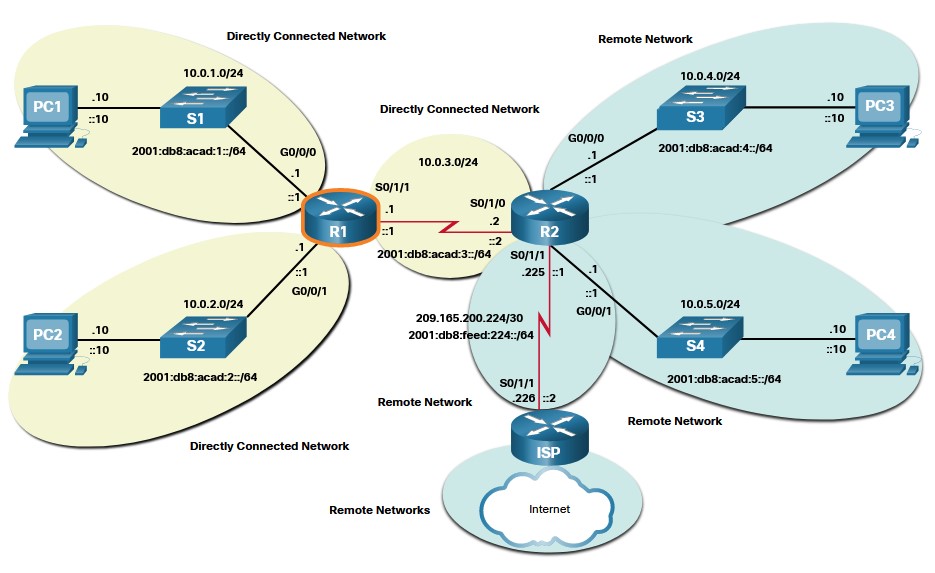 Directly Connected Network
Remote Network
10.0.1.0/24
PC1
.10
::10
S1
2001:db8:acad:1::/64
G0/0/0
.1
::1
Directly Connected Network
10.0.3.0/24
S0/1/1
.1
::1
R1
S0/1/0
.2
::2
2001:db8:acad:3::/64
10.0.4.0/24
S3
.10
::10
PC3
2001:db8:acad:4::/64
G0/0/0
.1
::1
R2
.1
::1
G0/0/1
10.0.2.0/24
PC2
.10
::10
S2
2001:db8:acad:2::/64
Directly Connected Network
S0/1/1
.225
::1
209.165.200.224/30
2001:db8:feed:224::/64
S0/1/1
.226
::2
Remote Network
.1
::1
G0/0/1
10.0.5.0/24
S4
.10
::10
PC4
2001:db8:acad:5::/64
Remote Network
ISP
Internet
Remote Networks